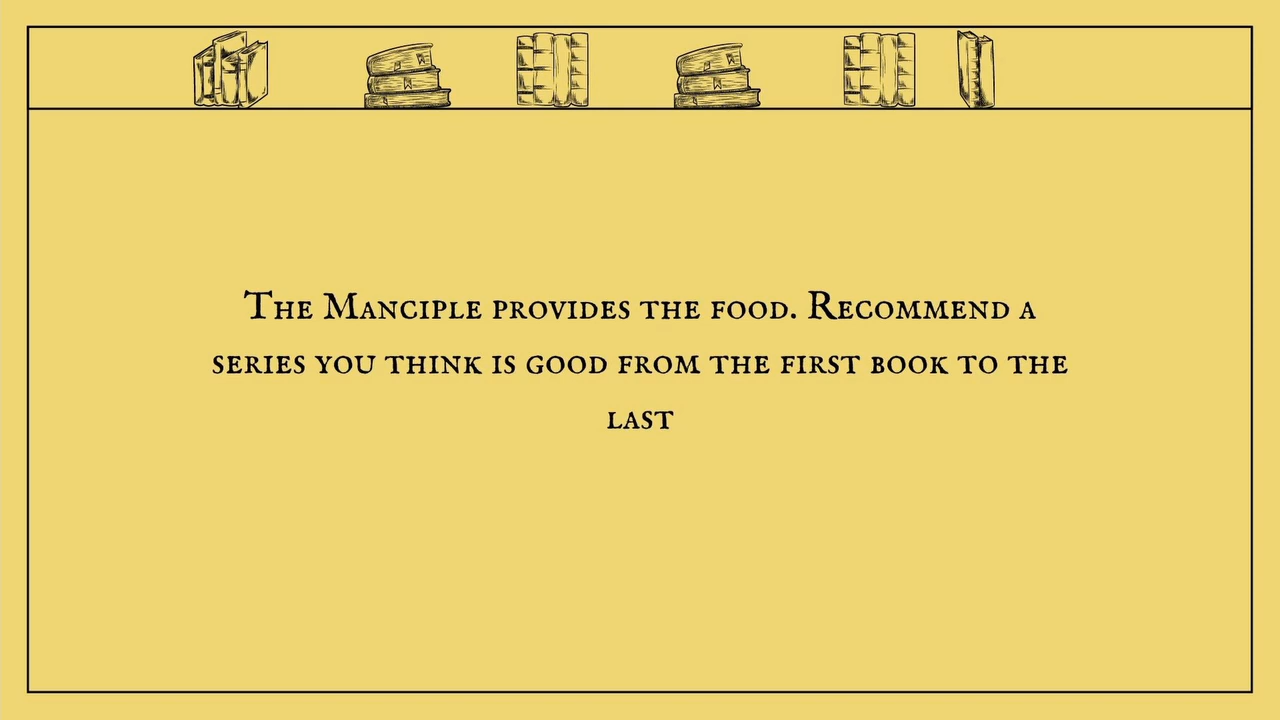 The Manciple provides the food. Recommend a
series you think is good from the first book to the
last